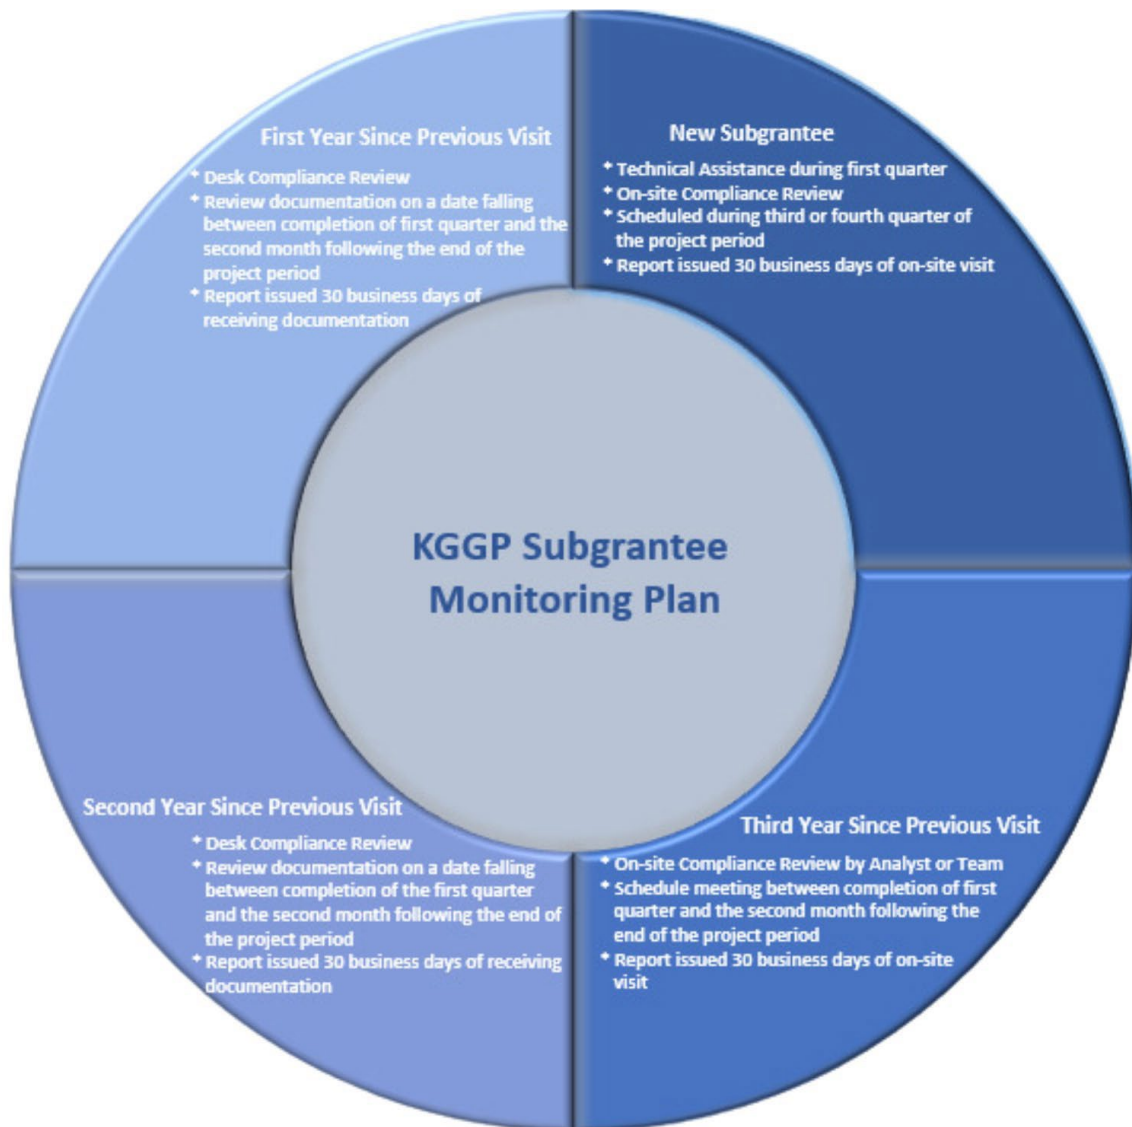 First Year Since Previous Visit
* Desk Compliance Review
* Review documentation on a date falling
between completion of first quarter and the
second month following the end of the
project period
* Report issued 30 business days of
receiving documentation
New Subgrantee
* Technical Assistance during first quarter
* On-site Compliance Review
* Scheduled during third or fourth quarter of
the project period
* Report issued 30 business days of on-site visit
KGGP Subgrantee
Monitoring Plan
Second Year Since Previous Visit
* Desk Compliance Review
* Review documentation on a date falling
between completion of the first quarter
and the second month following the end of
the project period
* Report issued 30 business days of receiving
documentation
Third Year Since Previous Visit
* On-site Compliance Review by Analyst or Team
* Schedule meeting between completion of first
quarter and the second month following the
end of the project period
* Report issued 30 business days of on-site
visit